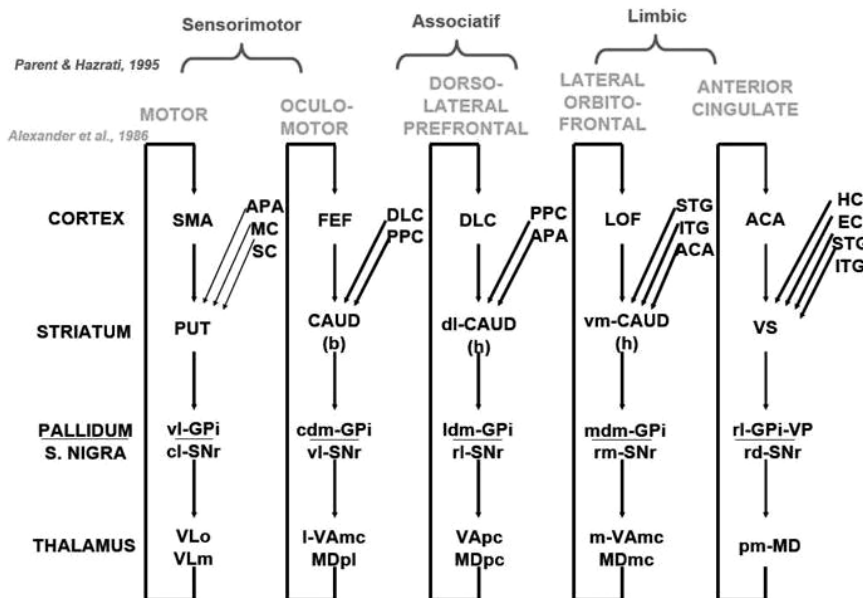 Sensorimotor
Associatif
Limbic
Parent & Hazrati, 1995
MOTOR
OCULO-
MOTOR
DORSO-
LATERAL
PREFRONTAL
LATERAL
ORBITO-
FRONTAL
ANTERIOR
CINGULATE
Alexander et al., 1986
CORTEX
SMA
APA
MC
SC
FEF
DLC
PPC
DLC
PPC
APA
LOF
STG
ITG
ACA
ACA
HC
EC
STG
ITG
STRIATUM
PUT
CAUD
(b)
dl-CAUD
(h)
vm-CAUD
(h)
VS
PALLIDUM
S. NIGRA
vl-GPi
cl-SNr
cdm-GPi
vl-SNr
ldm-GPi
rl-SNr
mdm-GPi
rm-SNr
rl-GPi-VP
rd-SNr
THALAMUS
VLo
VLm
l-VAmc
MDpl
VApc
MDpc
m-VAmc
MDmc
pm-MD